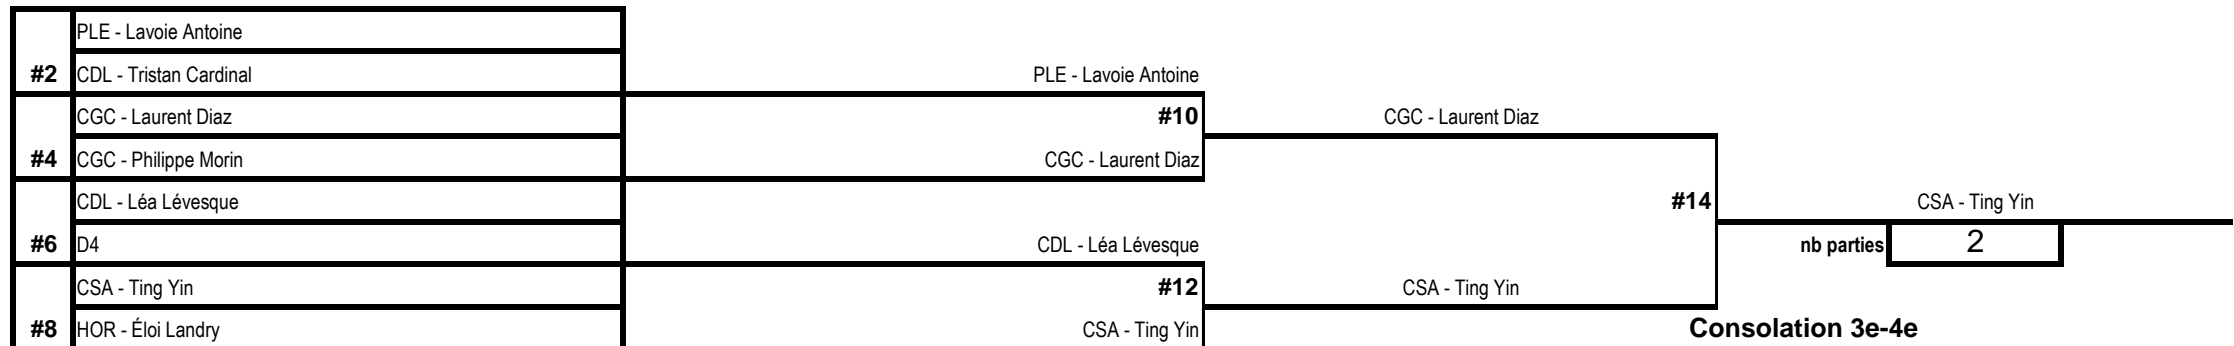 PLE - Lavoie Antoine
#2 CDL - Tristan Cardinal PLE - Lavoie Antoine
CGC - Laurent Diaz #10 CGC - Laurent Diaz
#4 CGC - Philippe Morin CGC - Laurent Diaz
CDL - Léa Lévesque #14 CSA - Ting Yin
#6 D4 CDL - Léa Lévesque nb parties 2
CSA - Ting Yin #12 CSA - Ting Yin
#8 HOR - Éloi Landry CSA - Ting Yin Consolation 3e-4e